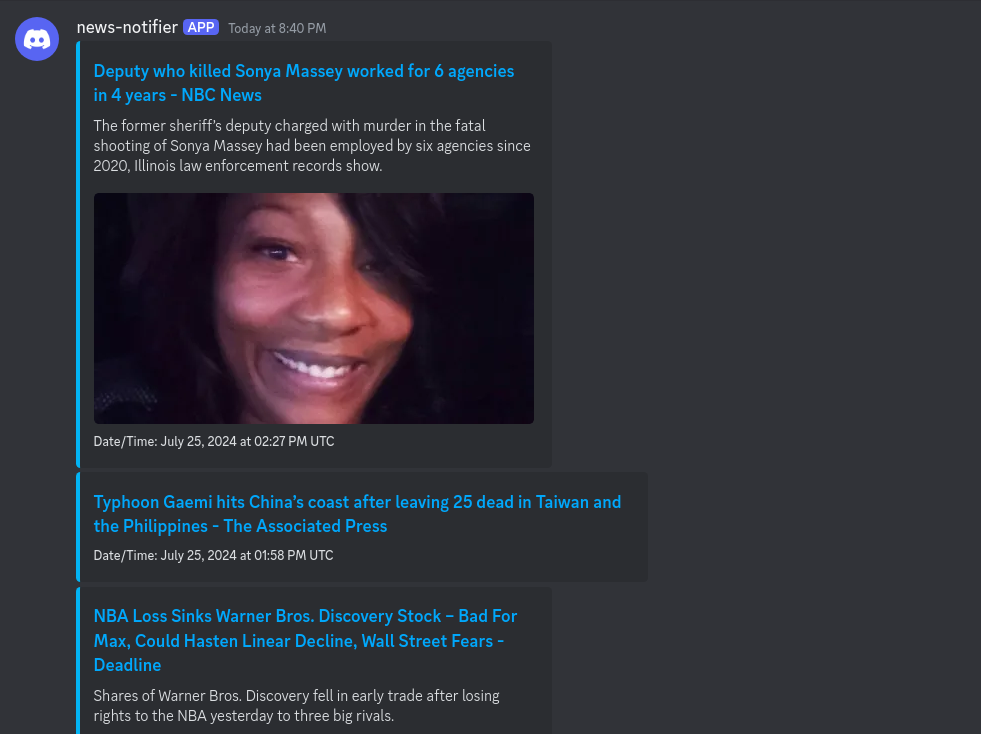 news-notifier APP Today at 8:40 PM
Deputy who killed Sonya Massey worked for 6 agencies
in 4 years - NBC News
The former sheriff’s deputy charged with murder in the fatal
shooting of Sonya Massey had been employed by six agencies since
2020, Illinois law enforcement records show.
Date/Time: July 25, 2024 at 02:27 PM UTC
Typhoon Gaemi hits China’s coast after leaving 25 dead in Taiwan and
the Philippines - The Associated Press
Date/Time: July 25, 2024 at 01:58 PM UTC
NBA Loss Sinks Warner Bros. Discovery Stock – Bad For
Max, Could Hasten Linear Decline, Wall Street Fears -
Deadline
Shares of Warner Bros. Discovery fell in early trade after losing
rights to the NBA yesterday to three big rivals.